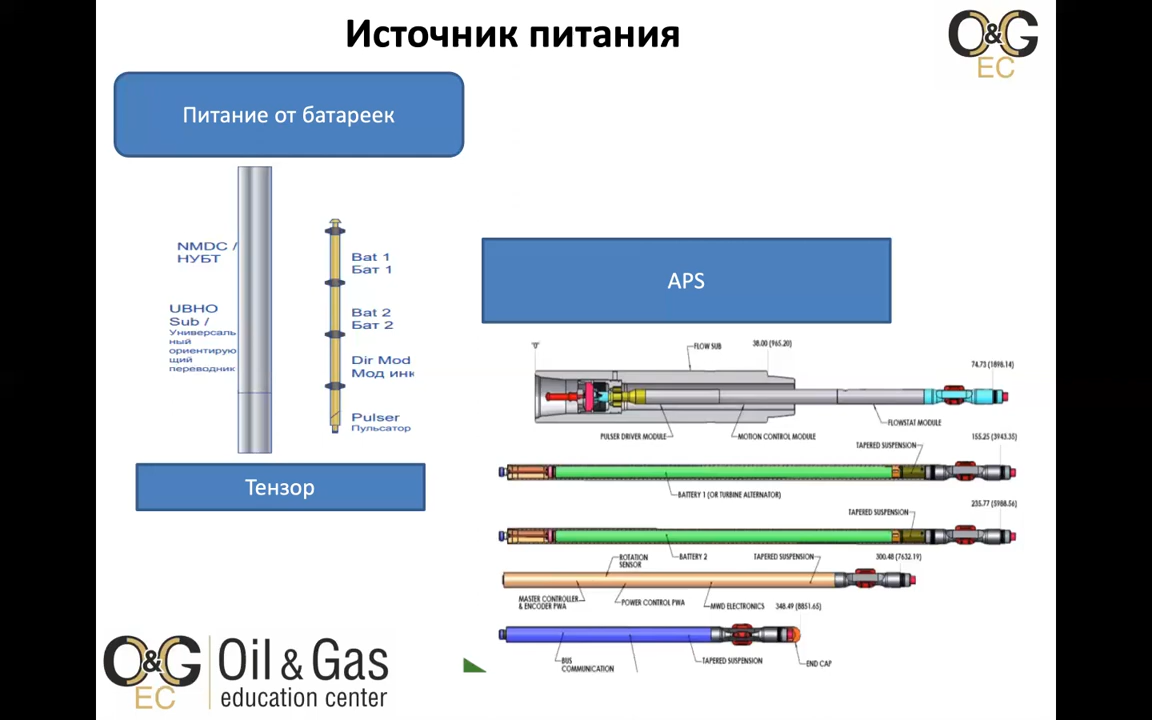 Источник питания
O&G
EC
Питание от батареек
NMDC /
НУБТ
UBHO
Sub /
Универсаль
ный
ориентирую
щий
переводник
Bat 1
Бат 1
Bat 2
Бат 2
Dir Mod
Мод инк
Pulser
Пульсатор
Тензор
APS
"0"
FLOW SUB
38.00 (965.20)
74.73 (1898.14)
PULSER DRIVER MODULE
MOTION CONTROL MODULE
FLOWSTAT MODULE
155.25 (3943.35)
TAPERED SUSPENSION
BATTERY 1 (OR TURBINE ALTERNATOR)
235.77 (5988.56)
TAPERED SUSPENSION
BATTERY 2
ROTATION
SENSOR
TAPERED SUSPENSION
300.48 (7632.19)
MASTER CONTROLLER
& ENCODER PWA
POWER CONTROL PWA
MWD ELECTRONICS
348.49 (8851.65)
BUS
COMMUNICATION
TAPERED SUSPENSION
END CAP
O&G
EC
Oil & Gas
education center